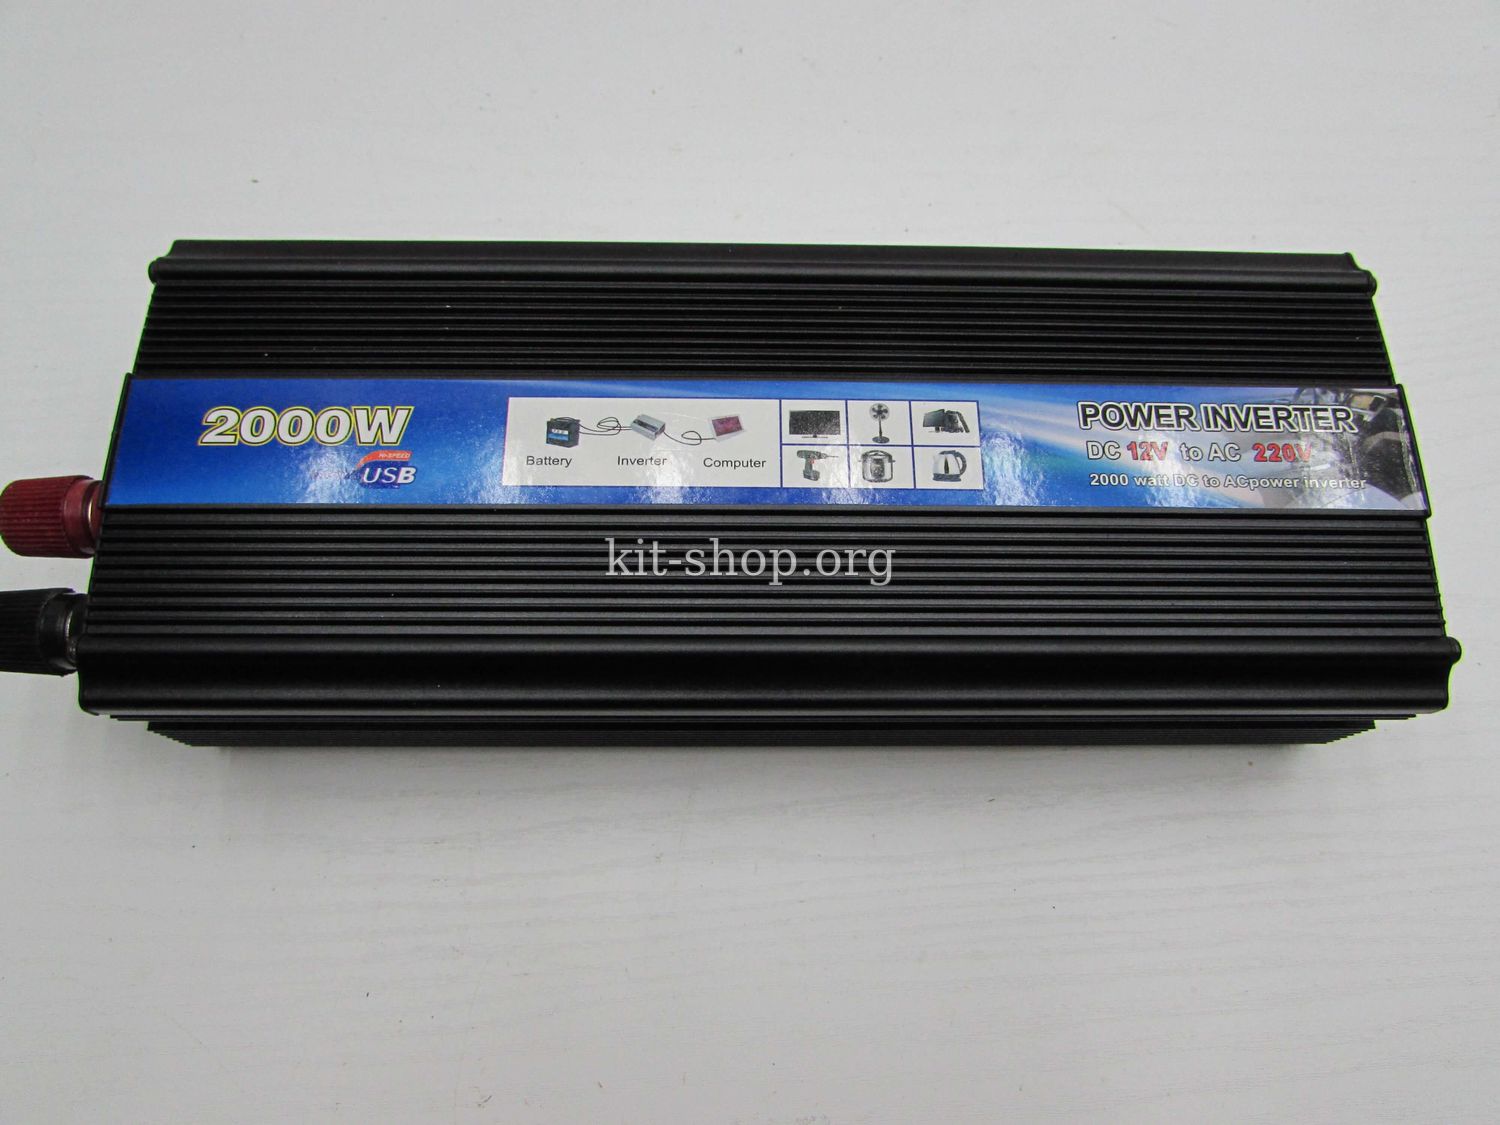 2000W
HI-SPEED
USB
Battery
Inverter
Computer
POWER INVERTER
DC 12V to AC 220V
2000 watt DC to ACpower inverter
kit-shop.org